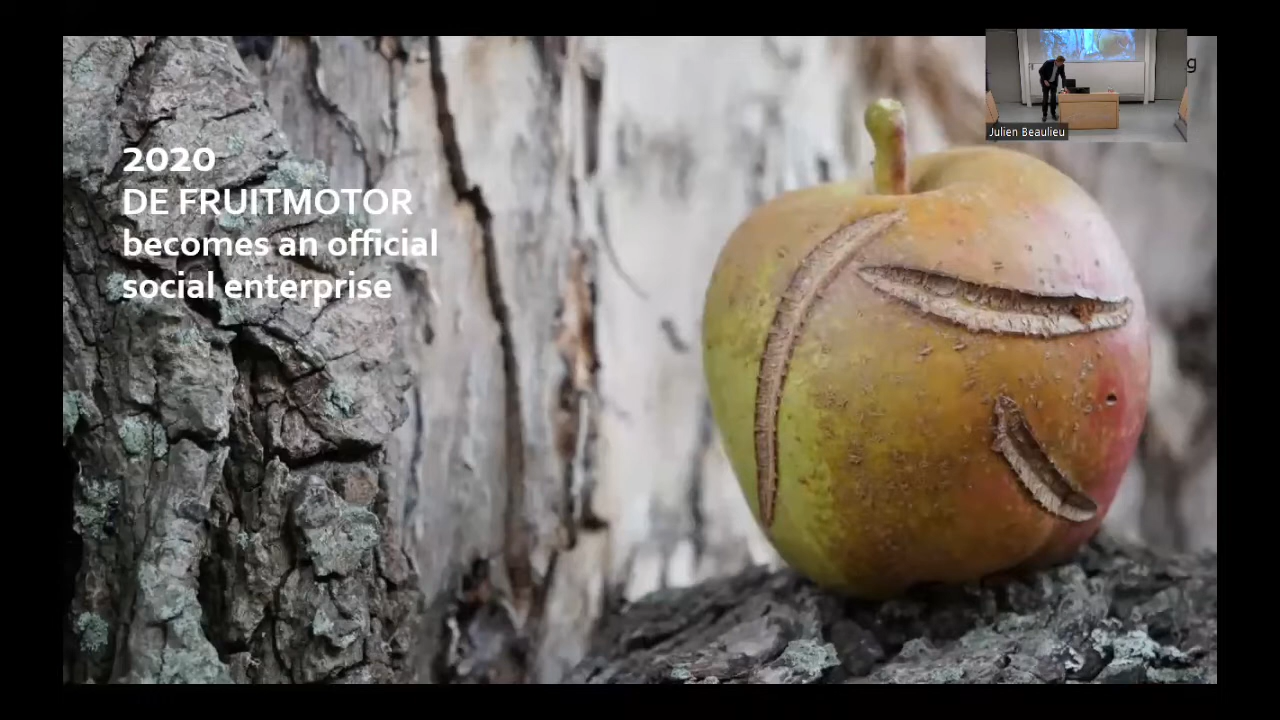 2020
DE FRUITMOTOR
becomes an official
social enterprise
g
Julien Beaulieu